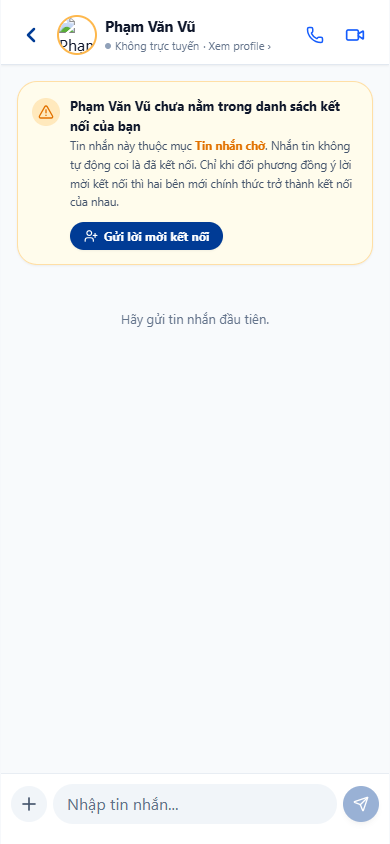 Phạm Văn Vũ
Phạm
Không trực tuyến · Xem profile ›
Phạm Văn Vũ chưa nằm trong danh sách kết
nối của bạn
Tin nhắn này thuộc mục Tin nhắn chờ. Nhắn tin không
tự động coi là đã kết nối. Chỉ khi đối phương đồng ý lời
mời kết nối thì hai bên mới chính thức trở thành kết nối
của nhau.
Gửi lời mời kết nối
Hãy gửi tin nhắn đầu tiên.
Nhập tin nhắn...